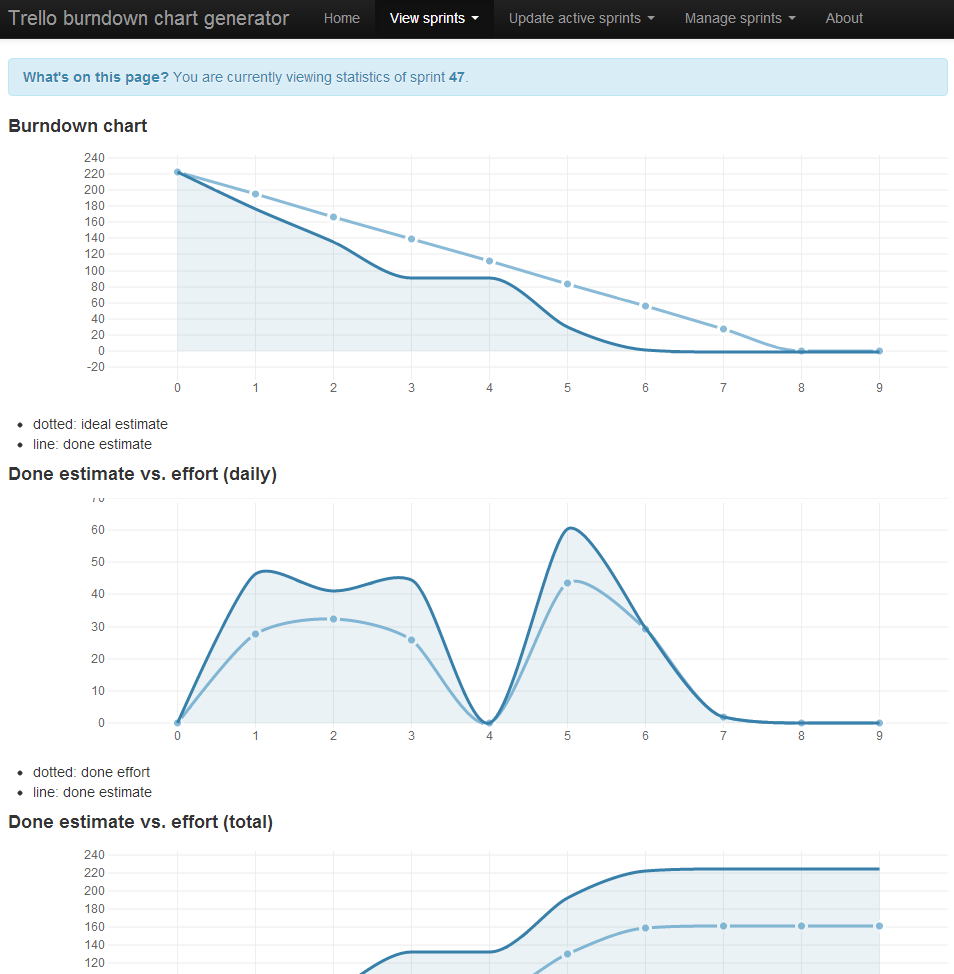 Trello burndown chart generator Home View sprints Update active sprints Manage sprints About
What's on this page? You are currently viewing statistics of sprint 47.
Burndown chart
240
220
200
180
160
140
120
100
80
60
40
20
0
-20
0 1 2 3 4 5 6 7 8 9
dotted: ideal estimate
line: done estimate
Done estimate vs. effort (daily)
70
60
50
40
30
20
10
0
0 1 2 3 4 5 6 7 8 9
dotted: done effort
line: done estimate
Done estimate vs. effort (total)
240
220
200
180
160
140
120